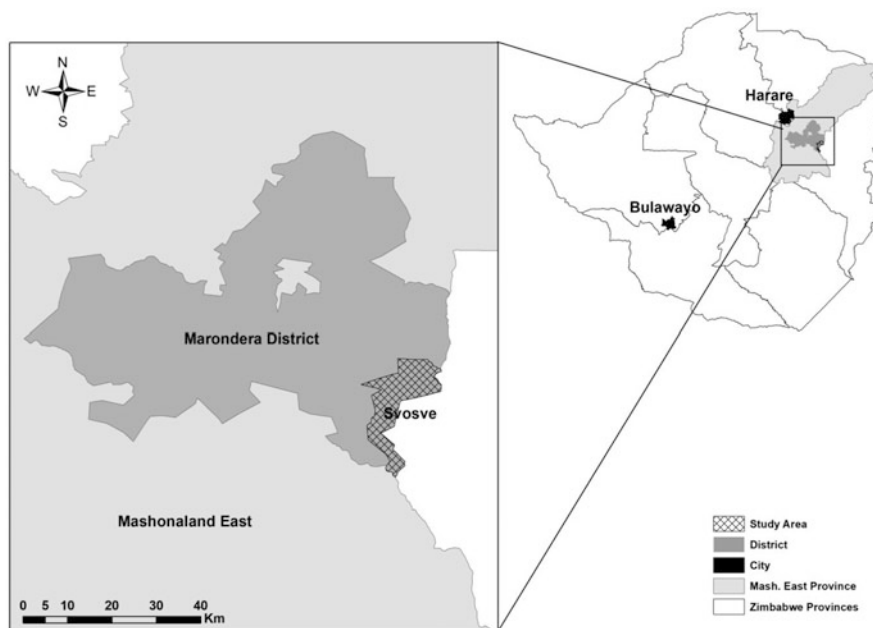 N
W E
S
Marondera District
Svosve
Mashonaland East
0 5 10 20 30 40
Km
Harare
Bulawayo
Study Area
District
City
Mash. East Province
Zimbabwe Provinces